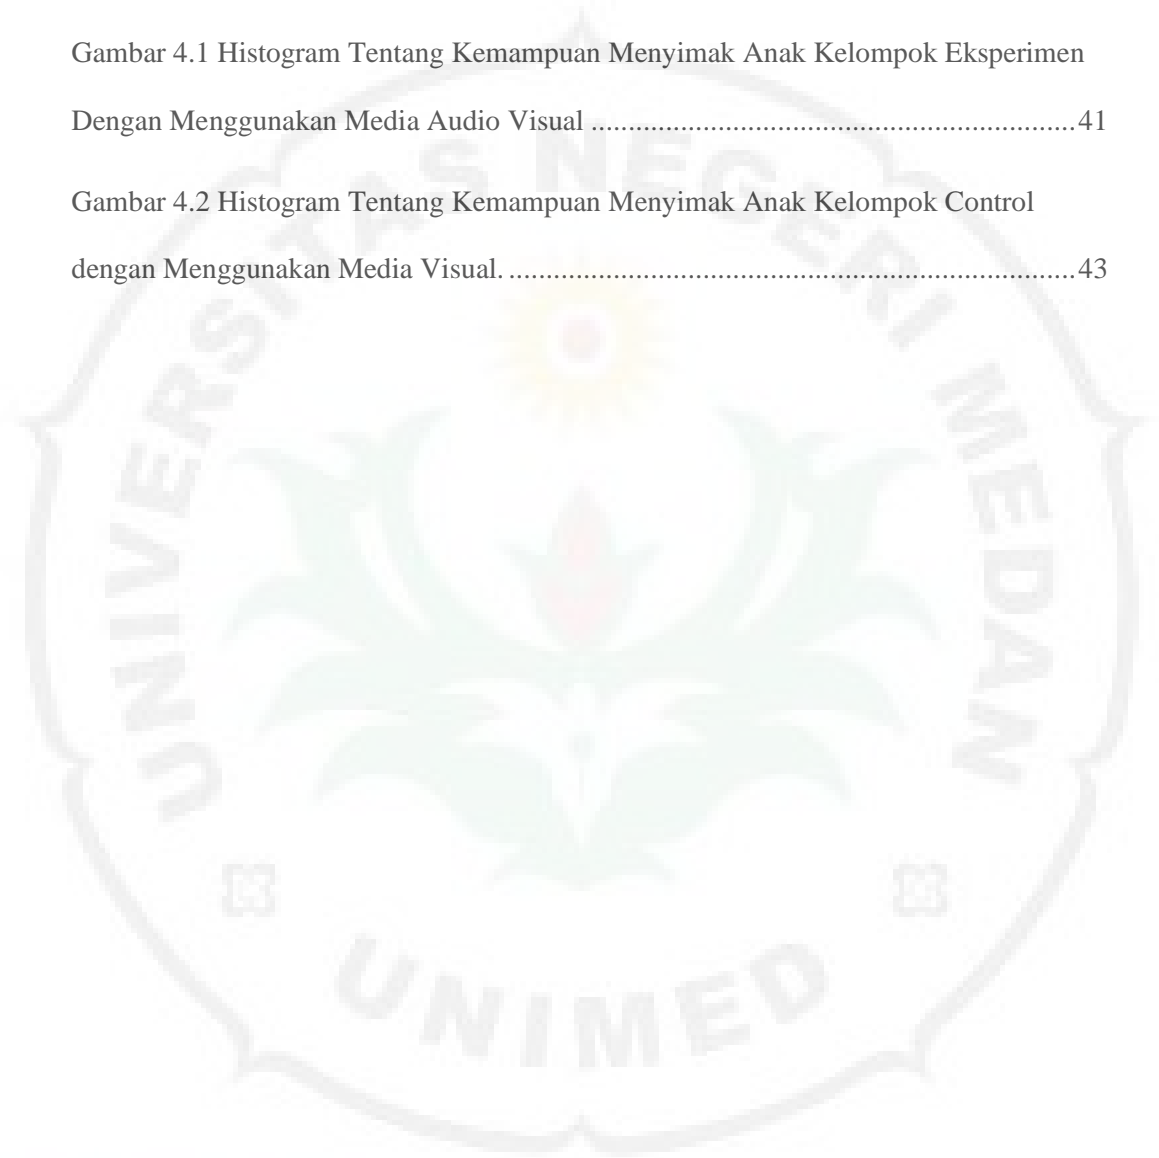 Gambar 4.1 Histogram Tentang Kemampuan Menyimak Anak Kelompok Eksperimen
Dengan Menggunakan Media Audio Visual ......................................................41
Gambar 4.2 Histogram Tentang Kemampuan Menyimak Anak Kelompok Control
dengan Menggunakan Media Visual. ...............................................................43
UNIVERSITAS NEGERI MEDAN
UNIMED